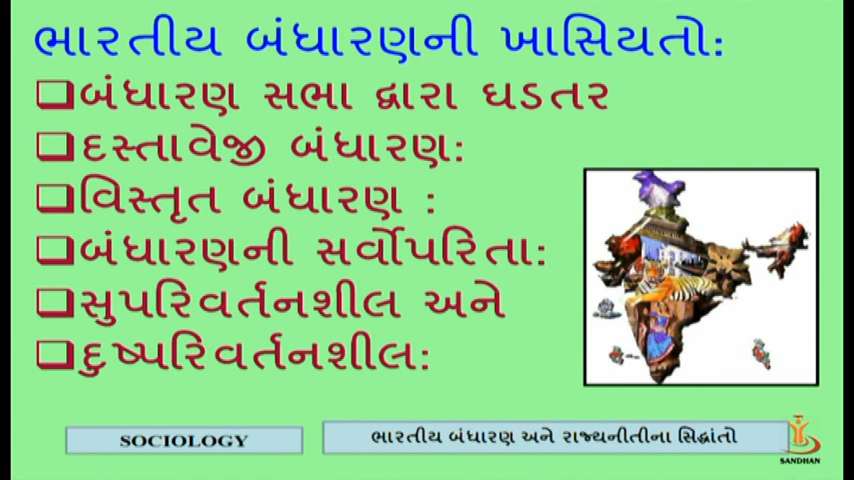 ભારતીય બંધારણની ખાસિયતો:
❑બંધારણ સભા દ્વારા ઘડતર
❑દસ્તાવેજી બંધારણ:
❑વિસ્તૃત બંધારણ :
❑બંધારણની સર્વોપરિતા:
❑સુપરિવર્તનશીલ અને
❑દુષ્પરિવર્તનશીલ:
SOCIOLOGY
ભારતીય બંધારણ અને રાજ્યનીતીના સિદ્ધાંતો
SANDHAN